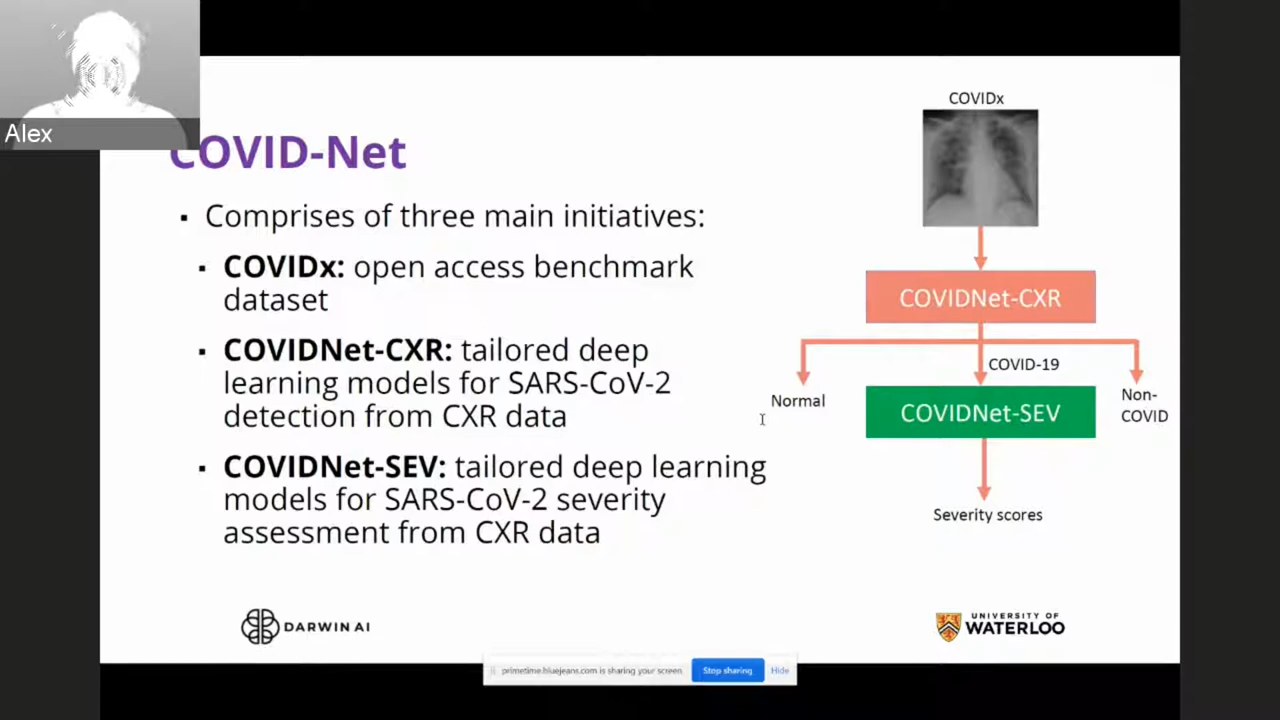 Alex
COVID-Net
▪ Comprises of three main initiatives:
▪ COVIDx: open access benchmark
dataset
▪ COVIDNet-CXR: tailored deep
learning models for SARS-CoV-2
detection from CXR data
▪ COVIDNet-SEV: tailored deep learning
models for SARS-CoV-2 severity
assessment from CXR data
COVIDx
COVIDNet-CXR
COVID-19
Normal
Non-
COVID
COVIDNet-SEV
Severity scores
DARWIN AI
UNIVERSITY OF
WATERLOO
primetime.bluejeans.com is sharing your screen.
Stop sharing
Hide